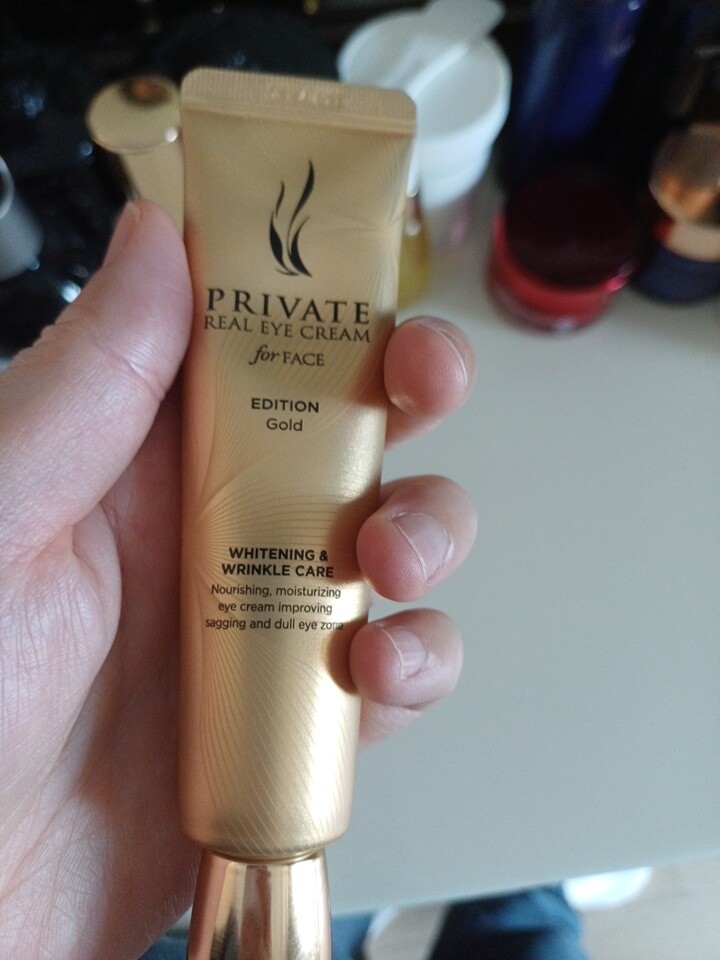 PRIVATE
REAL EYE CREAM
for FACE
EDITION
Gold
WHITENING &
WRINKLE CARE
Nourishing, moisturizing
eye cream improving
sagging and dull eye zone